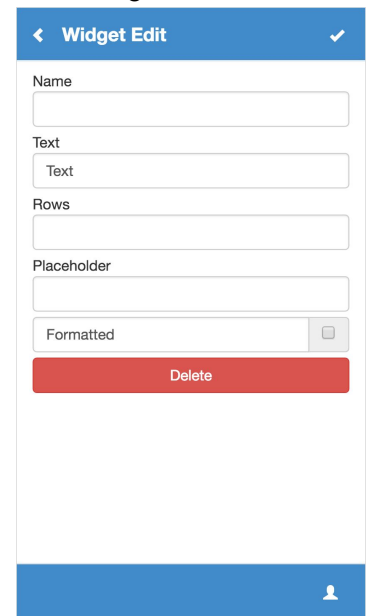 Widget Edit
Name
Text
Text
Rows
Placeholder
Formatted
Delete